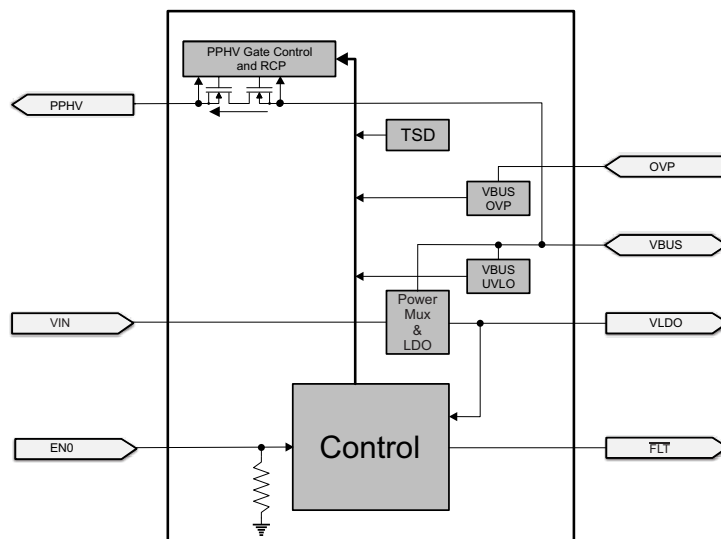 PPHV Gate Control
and RCP
PPHV
TSD
OVP
VBUS
OVP
VBUS
VBUS
UVLO
Power
Mux
&
LDO
VIN
VLDO
Control
EN0
FLT